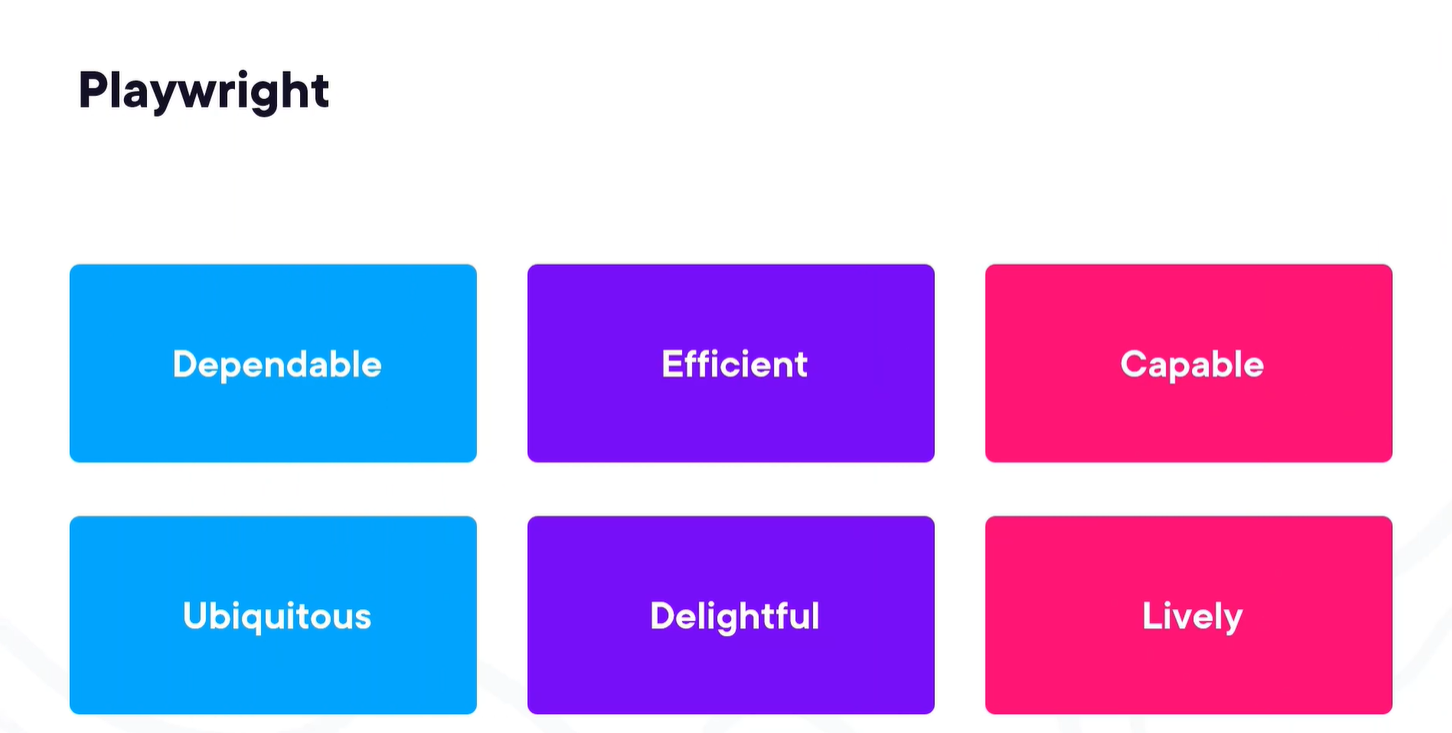 Playwright
Dependable
Efficient
Capable
Ubiquitous
Delightful
Lively